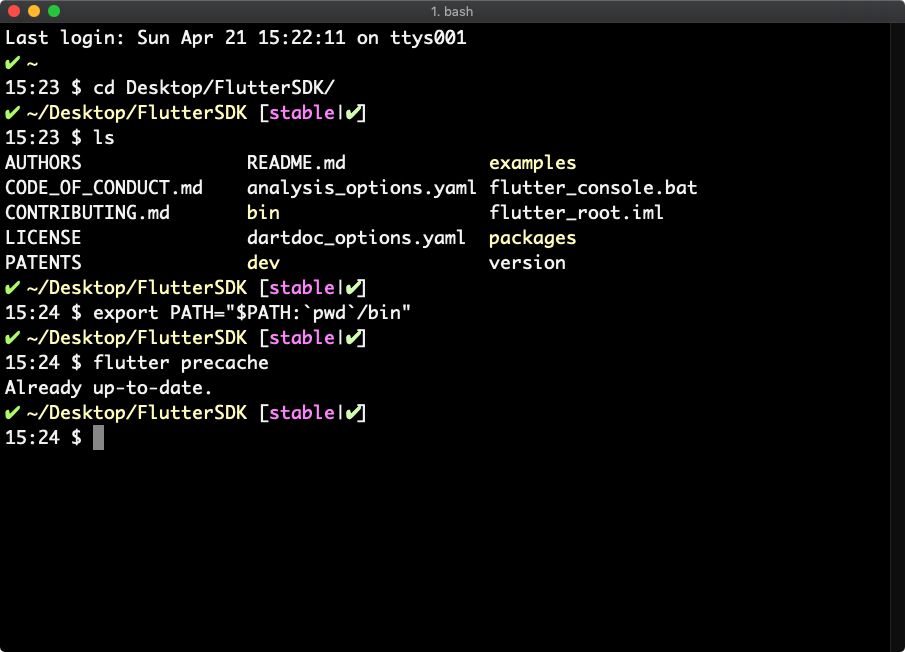 1. bash
Last login: Sun Apr 21 15:22:11 on ttys001
✔ ~
15:23 $ cd Desktop/FlutterSDK/
✔ ~/Desktop/FlutterSDK [stable|✔]
15:23 $ ls
AUTHORS README.md examples
CODE_OF_CONDUCT.md analysis_options.yaml flutter_console.bat
CONTRIBUTING.md bin flutter_root.iml
LICENSE dartdoc_options.yaml packages
PATENTS dev version
✔ ~/Desktop/FlutterSDK [stable|✔]
15:24 $ export PATH="$PATH:`pwd`/bin"
✔ ~/Desktop/FlutterSDK [stable|✔]
15:24 $ flutter precache
Already up-to-date.
✔ ~/Desktop/FlutterSDK [stable|✔]
15:24 $